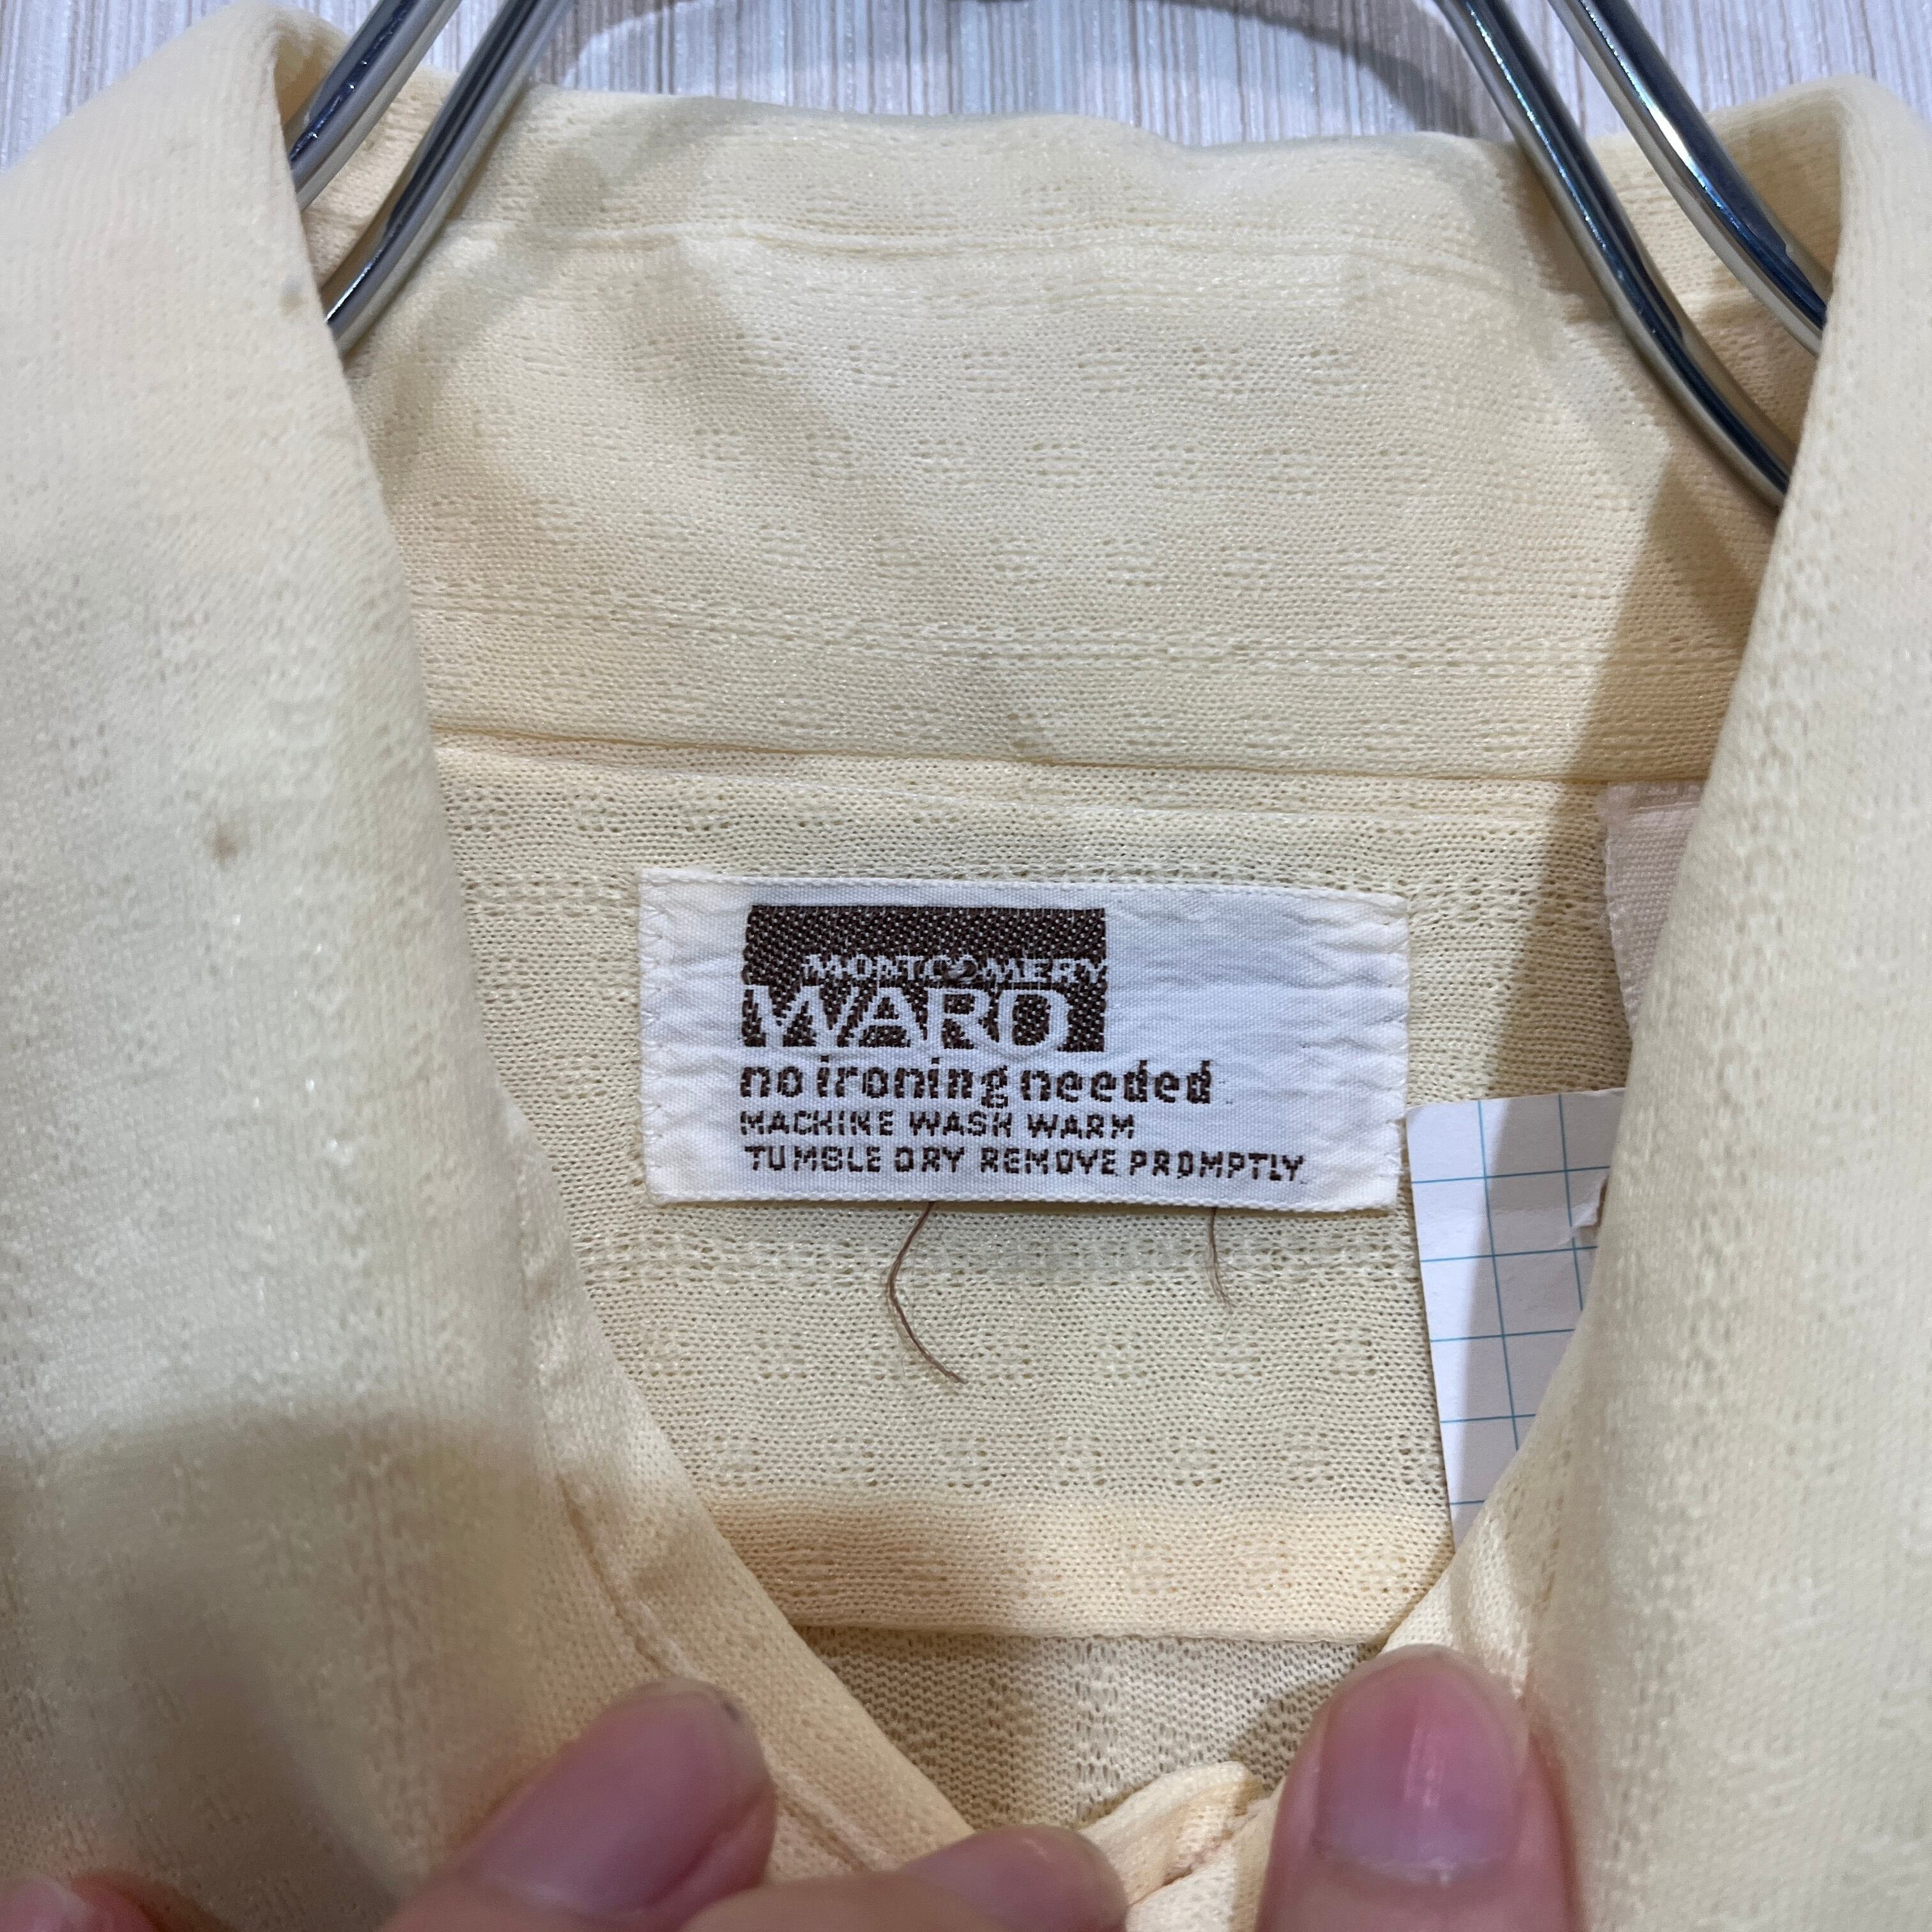 MONTGOMERY
WARD
no ironing needed
MACHINE WASH WARM
TUMBLE DRY REMOVE PROMPTLY.